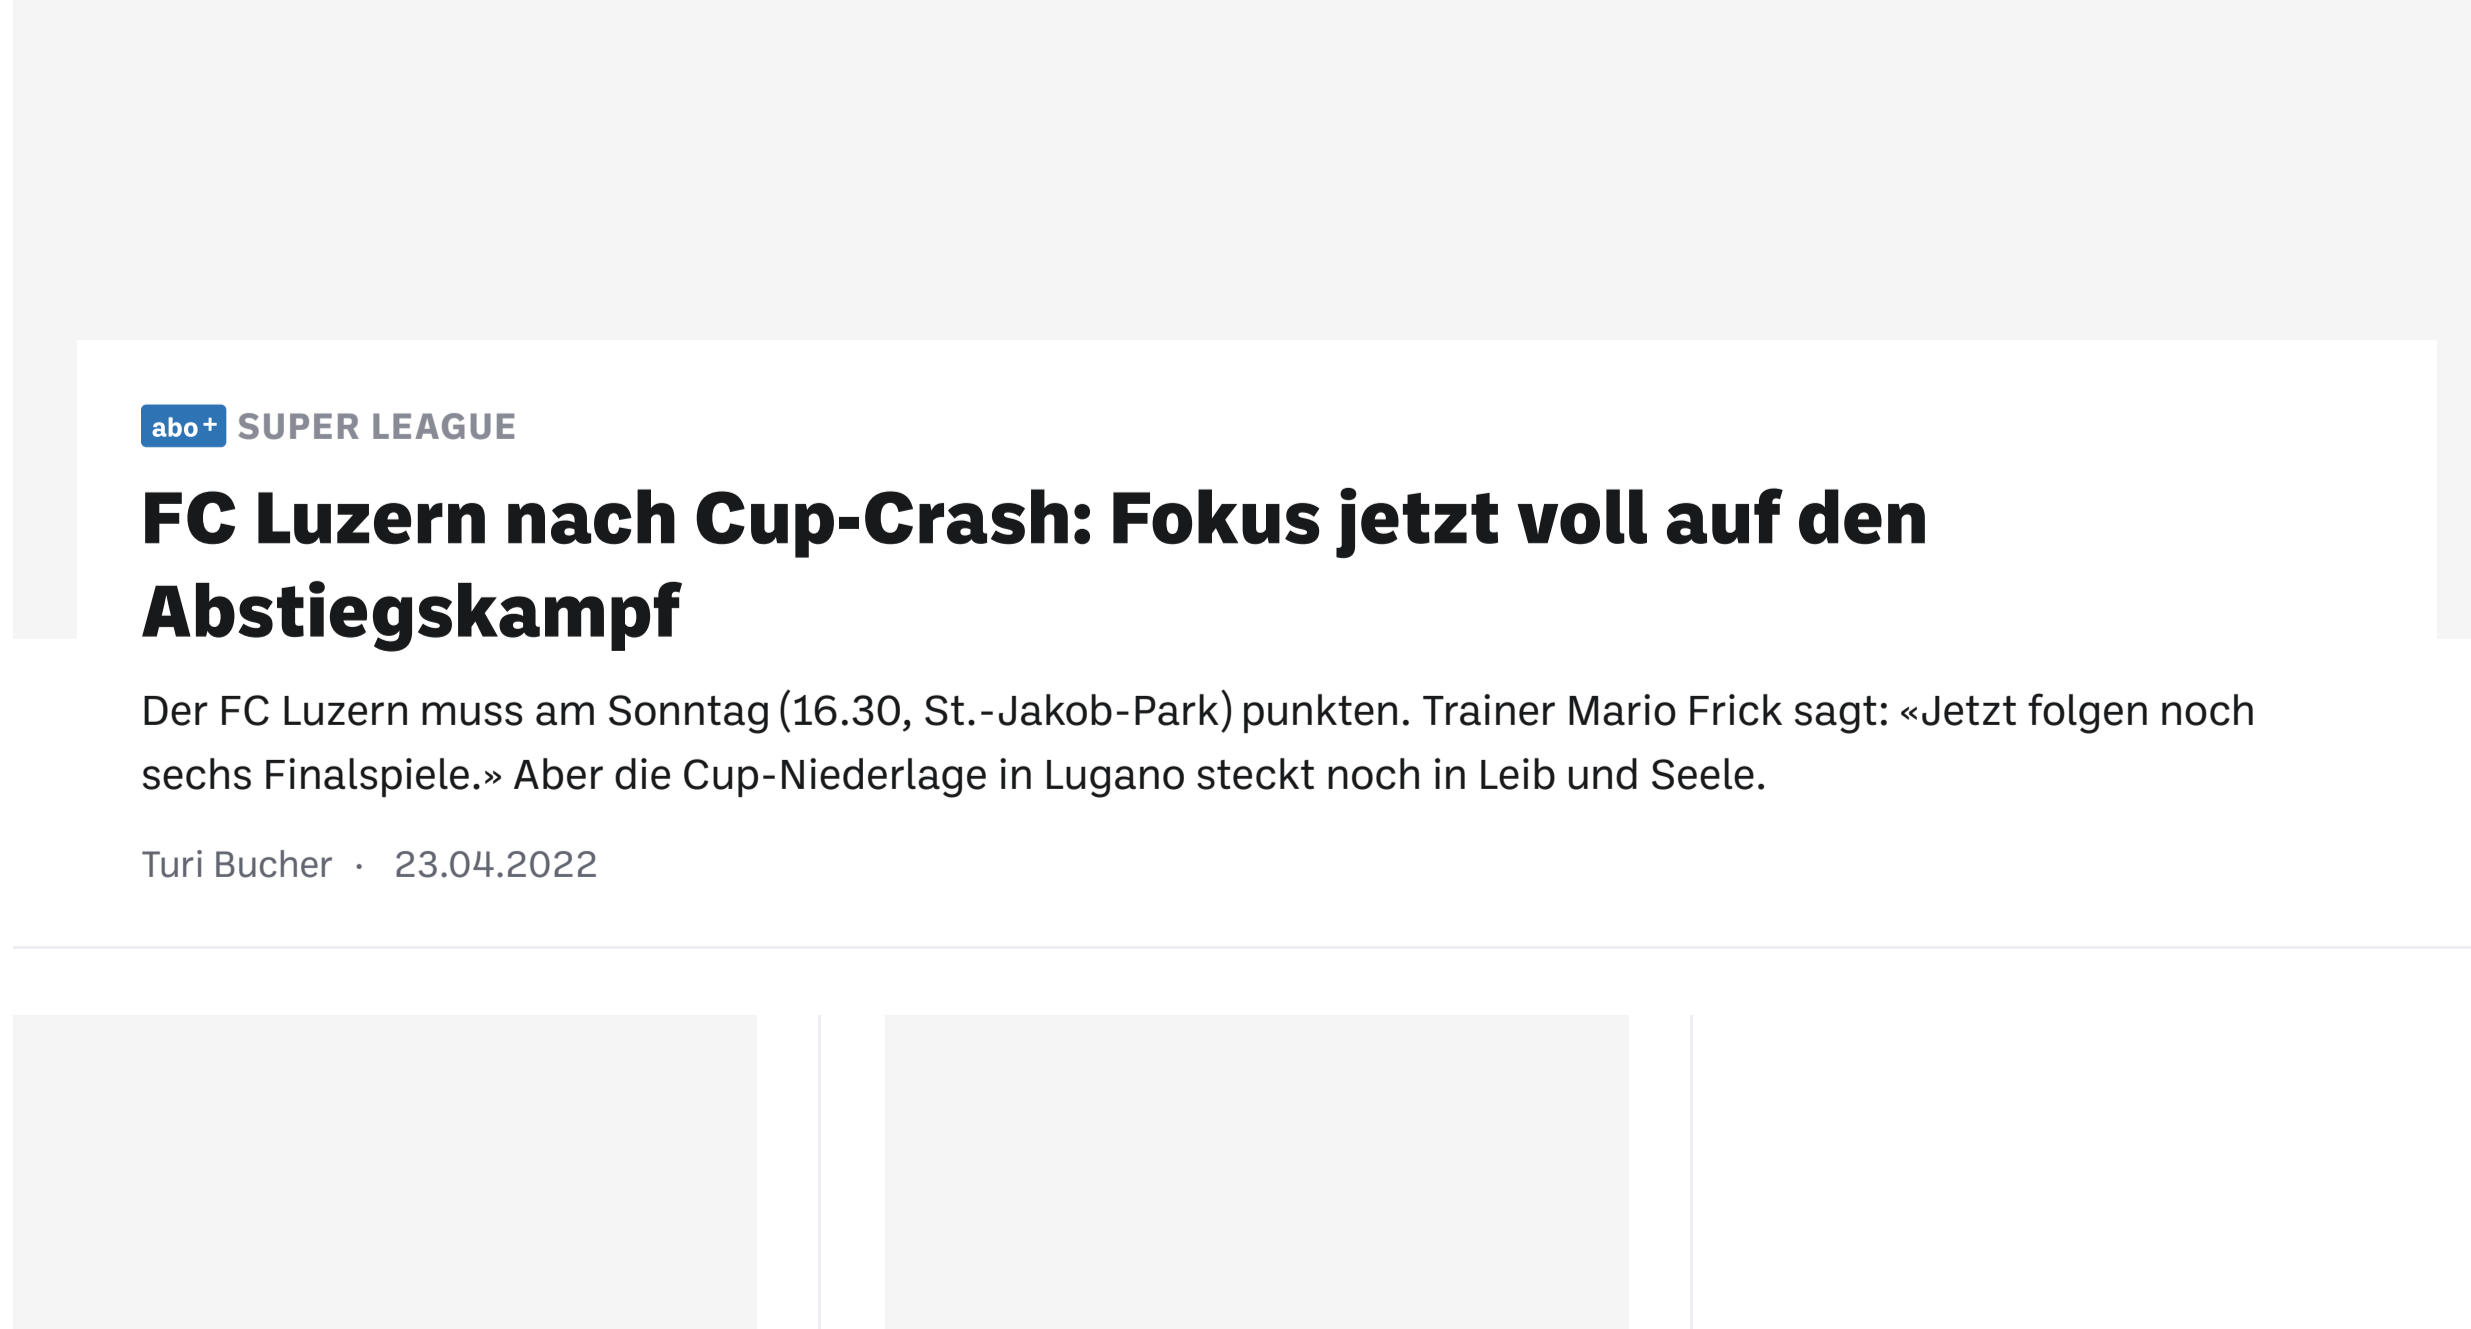 abo+ SUPER LEAGUE
FC Luzern nach Cup-Crash: Fokus jetzt voll auf den
Abstiegskampf
Der FC Luzern muss am Sonntag (16.30, St.-Jakob-Park) punkten. Trainer Mario Frick sagt: «Jetzt folgen noch
sechs Finalspiele.» Aber die Cup-Niederlage in Lugano steckt noch in Leib und Seele.
Turi Bucher · 23.04.2022